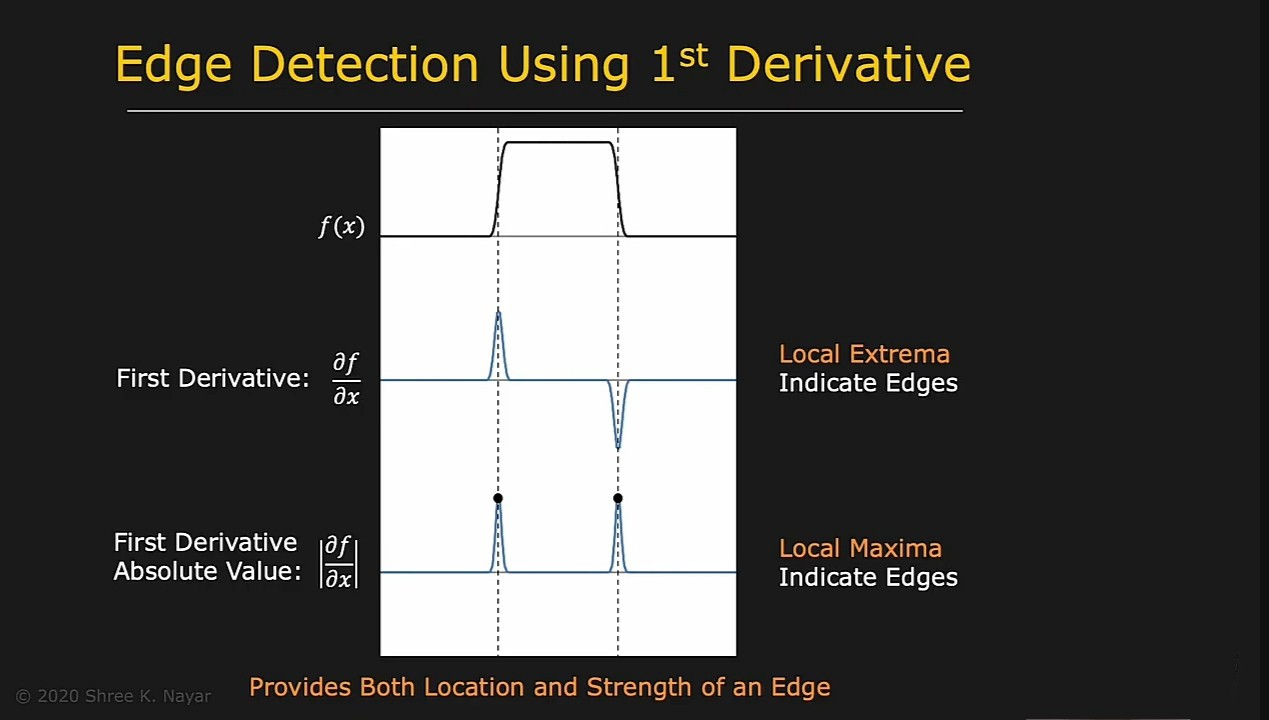 Edge Detection Using 1st Derivative
f(x)
First Derivative: ∂f/∂x
Local Extrema
Indicate Edges
First Derivative
Absolute Value: |∂f/∂x|
Local Maxima
Indicate Edges
Provides Both Location and Strength of an Edge
© 2020 Shree K. Nayar